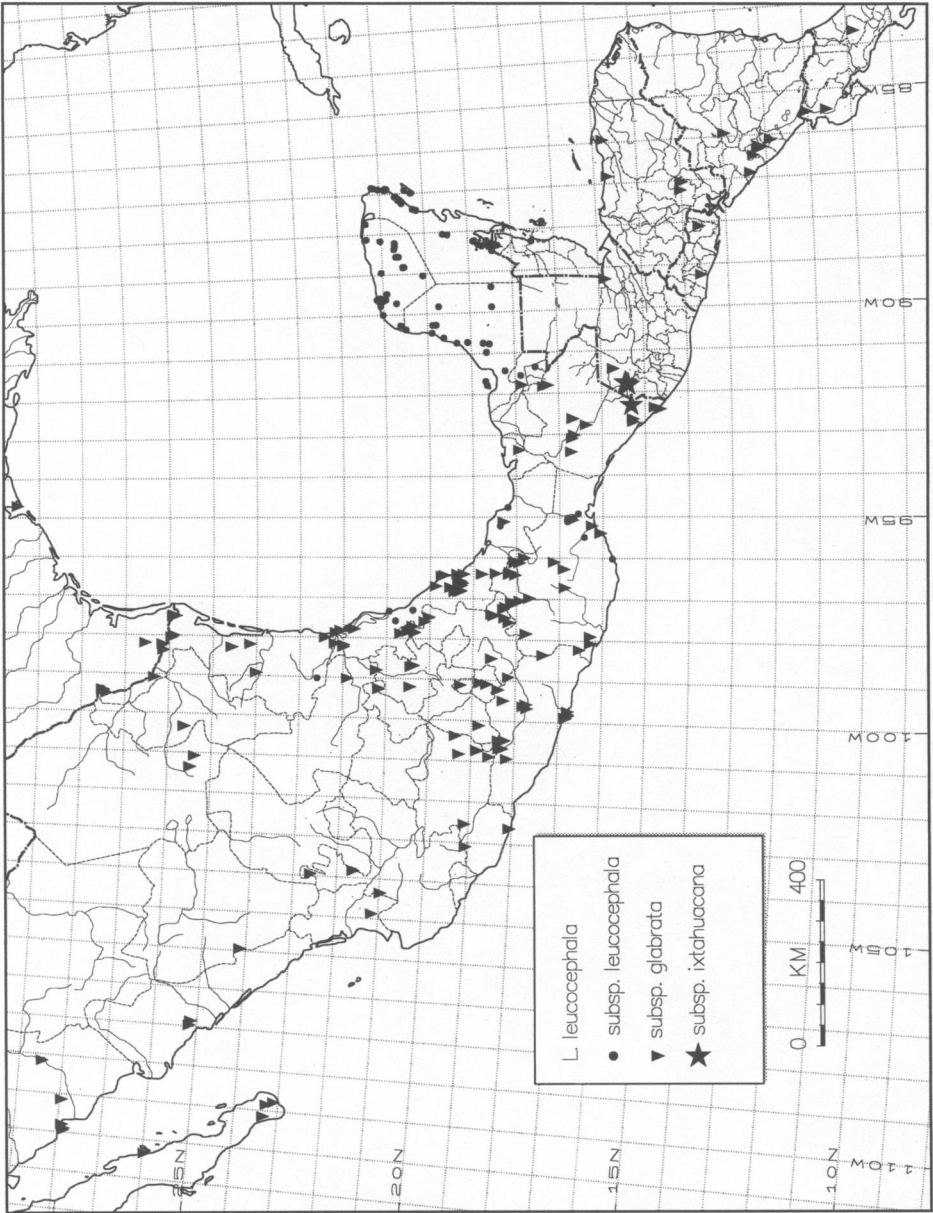 L. leucocephala
subsp. leucocephala
subsp. glabrata
subsp. ixtahuacana
0 KM 400
25N
20N
15N
10N
110W
105W
100W
95W
90W
85W